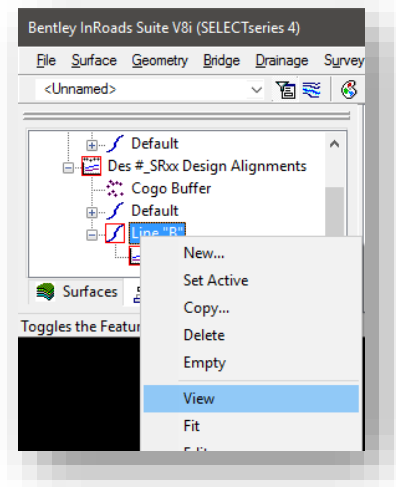 Bentley InRoads Suite V8i (SELECTseries 4)
File Surface Geometry Bridge Drainage Survey
<Unnamed>
Default
Des #_SRxx Design Alignments
Cogo Buffer
Default
Line "B"
Surfaces
Toggles the Featu
New...
Set Active
Copy...
Delete
Empty
View
Fit